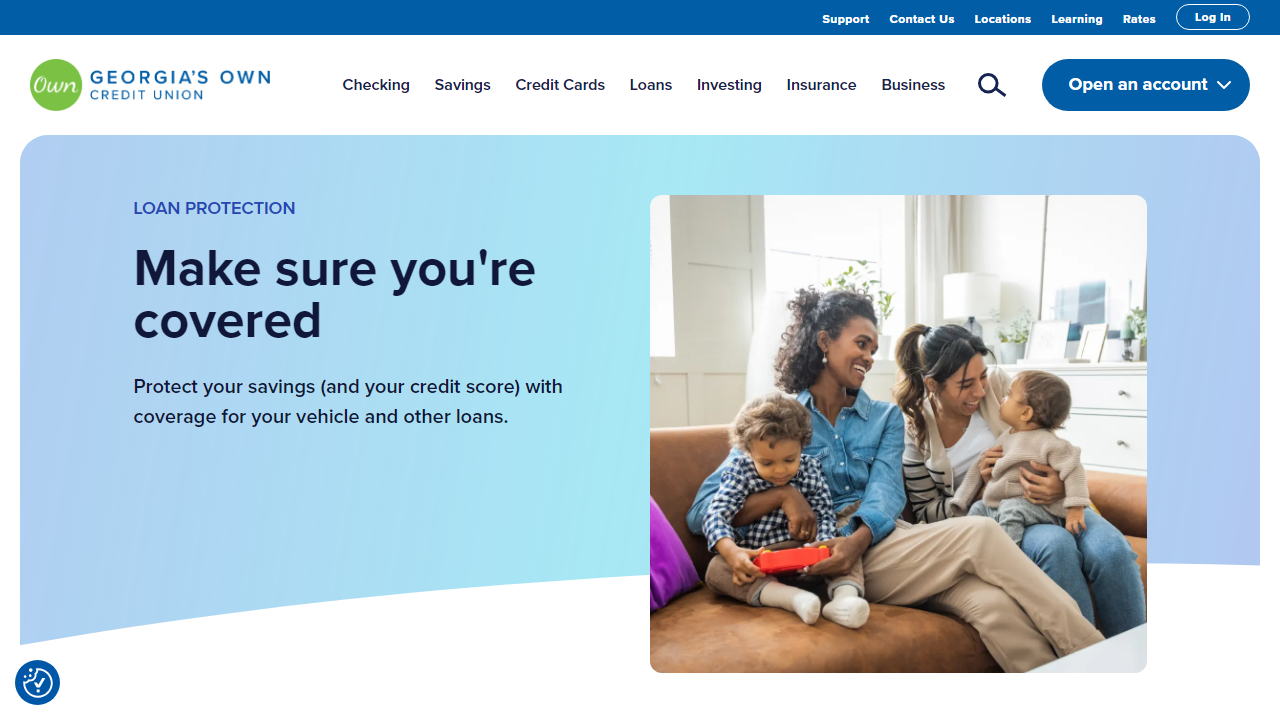 Support Contact Us Locations Learning Rates Log In
Own GEORGIA'S OWN
CREDIT UNION
Checking Savings Credit Cards Loans Investing Insurance Business Open an account
LOAN PROTECTION
Make sure you're
covered
Protect your savings (and your credit score) with
coverage for your vehicle and other loans.